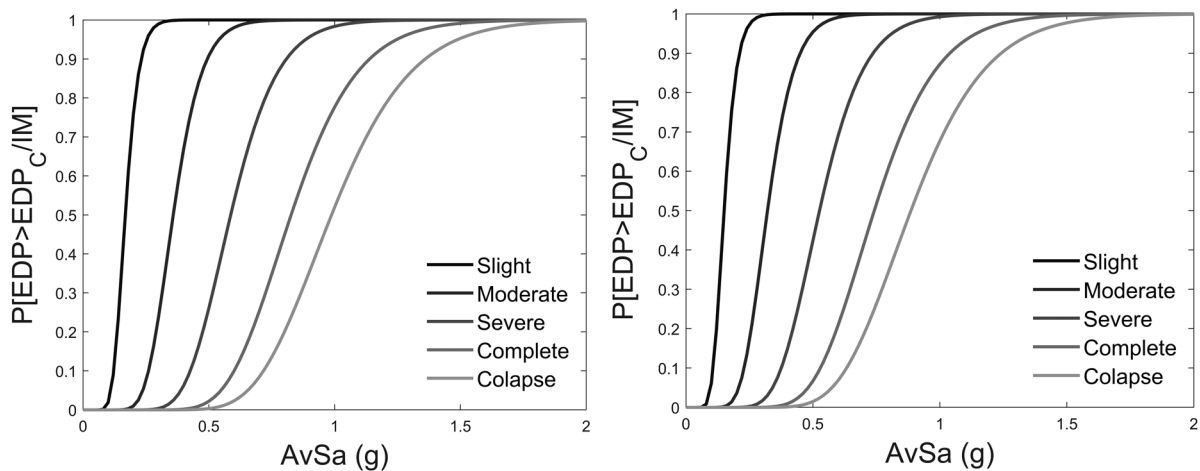 1
0.9
0.8
0.7
0.6
0.5
0.4
0.3
0.2
0.1
0
P[EDP>EDP_C/IM]
Slight
Moderate
Severe
Complete
Colapse
0 0.5 1 1.5 2
AvSa (g)
1
0.9
0.8
0.7
0.6
0.5
0.4
0.3
0.2
0.1
0
P[EDP>EDP_C/IM]
Slight
Moderate
Severe
Complete
Colapse
0 0.5 1 1.5 2
AvSa (g)